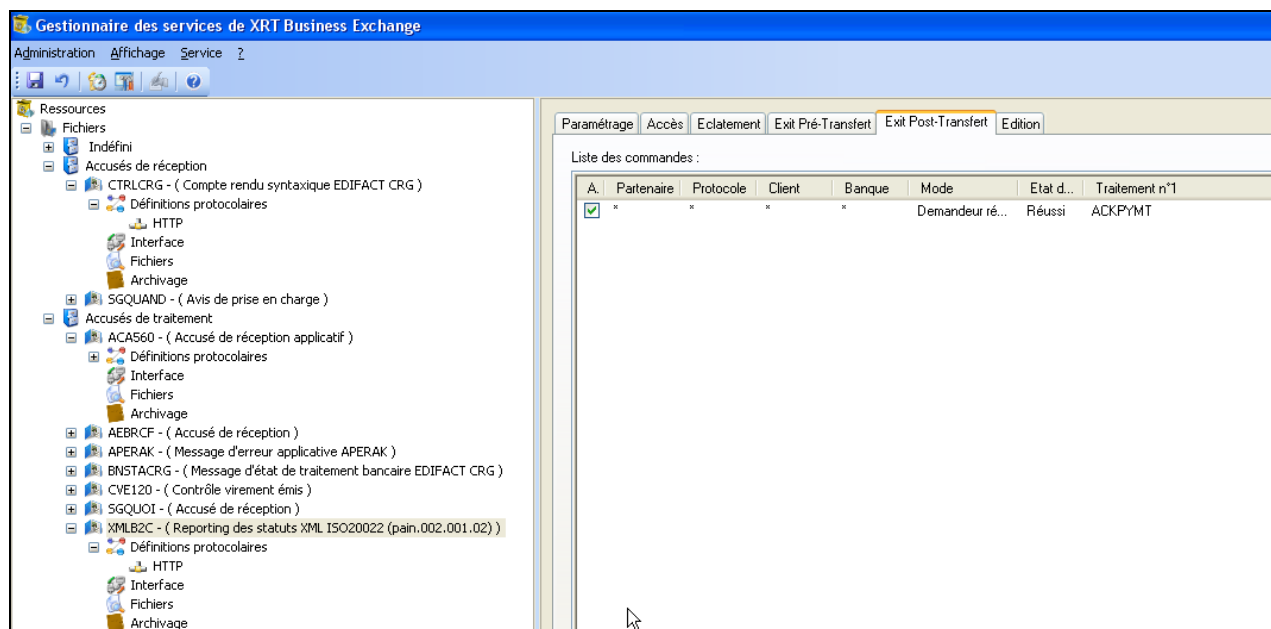 Gestionnaire des services de XRT Business Exchange
Administration Affichage Service ?
Ressources
Fichiers
Indéfini
Accusés de réception
CTRLCRG - ( Compte rendu syntaxique EDIFACT CRG )
Définitions protocolaires
HTTP
Interface
Fichiers
Archivage
SGQUAND - ( Avis de prise en charge )
Accusés de traitement
ACA560 - ( Accusé de réception applicatif )
Définitions protocolaires
Interface
Fichiers
Archivage
AEBRCF - ( Accusé de réception )
APERAK - ( Message d'erreur applicative APERAK )
BNSTACRG - ( Message d'état de traitement bancaire EDIFACT CRG )
CVE120 - ( Contrôle virement émis )
SGQUOI - ( Accusé de réception )
XMLB2C - ( Reporting des statuts XML ISO20022 (pain.002.001.02) )
Définitions protocolaires
HTTP
Interface
Fichiers
Archivage
Paramétrage Accès Eclatement Exit Pré-Transfert Exit Post-Transfert Edition
Liste des commandes :
A. Partenaire Protocole Client Banque Mode Etat d... Traitement n°1
* * * * Demandeur ré... Réussi ACKPYMT